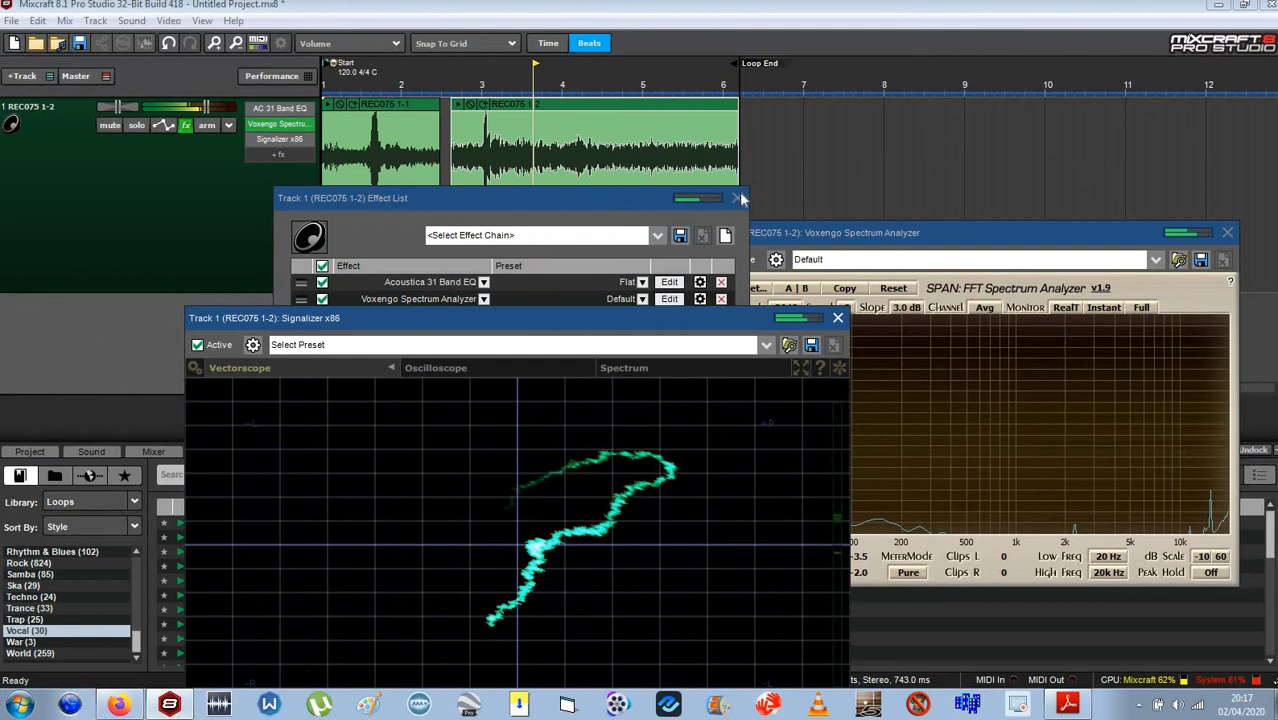 Mixcraft 8.1 Pro Studio 32-Bit Build 418 - Untitled Project.mx8 *
File Edit Mix Track Sound Video View Help
Volume Snap To Grid Time Beats MIXCRAFT 8 PRO STUDIO
+Track Master Performance Start 120.0 4/4 C Loop End
1 2 3 4 5 6 7 8 9 10 11 12
1 REC075 1-2 AC 31 Band EQ REC075 1-1 REC075 1-2
mute solo fx arm Voxengo Spectru...
Signalizer x86
+ fx
Track 1 (REC075 1-2) Effect List
<Select Effect Chain>
Effect Preset
Acoustica 31 Band EQ Flat Edit
Voxengo Spectrum Analyzer Default Edit
REC075 1-2): Voxengo Spectrum Analyzer
Default
A | B Copy Reset SPAN: FFT Spectrum Analyzer v1.9 ?
Slope 3.0 dB Channel Avg Monitor RealT Instant Full
Track 1 (REC075 1-2): Signalizer x86
Active Select Preset
Vectorscope Oscilloscope Spectrum ?
200 500 1k 2k 5k 10k
-3.5 MeterMode Clips L 0 Low Freq 20 Hz dB Scale -10 60
-2.0 Pure Clips R 0 High Freq 20k Hz Peak Hold Off
Project Sound Mixer Undock
Library: Loops
Sort By: Style
Rhythm & Blues (102)
Rock (824)
Samba (85)
Ska (29)
Techno (24)
Trance (33)
Trap (25)
Vocal (30)
War (3)
World (259)
Ready ts, Stereo, 743.0 ms MIDI In MIDI Out CPU: Mixcraft 62% System 81%
20:17
02/04/2020